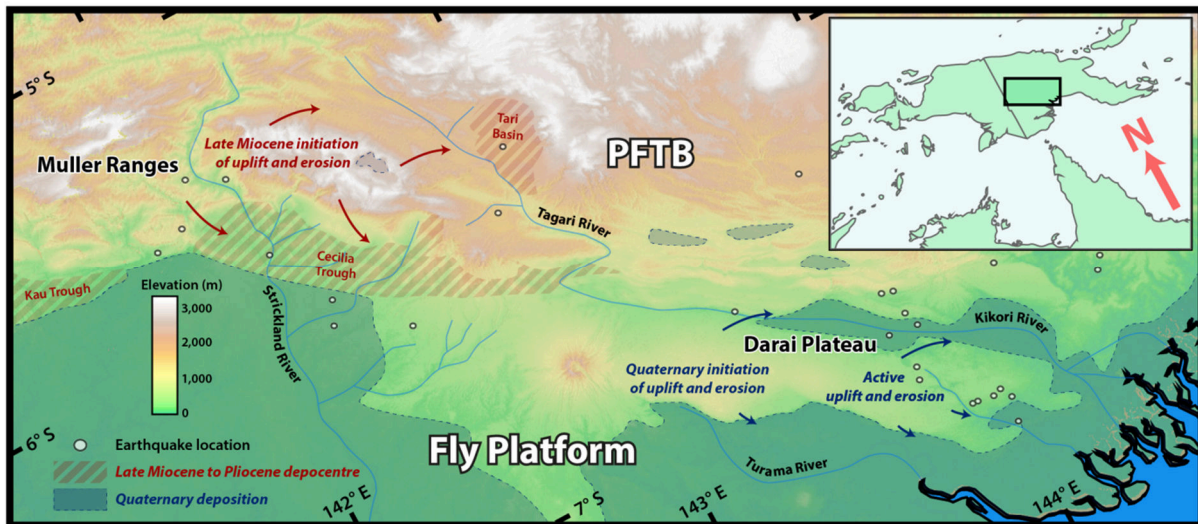 5° S
Muller Ranges
Late Miocene initiation
of uplift and erosion
Tari
Basin
PFTB
N
Tagari River
Cecilia
Trough
Kau Trough
Strickland River
Elevation (m)
3,000
2,000
1,000
0
Kikori River
Darai Plateau
Quaternary initiation
of uplift and erosion
Active
uplift and erosion
Fly Platform
Turama River
6° S
Earthquake location
Late Miocene to Pliocene depocentre
Quaternary deposition
142° E
7° S
143° E
144° E